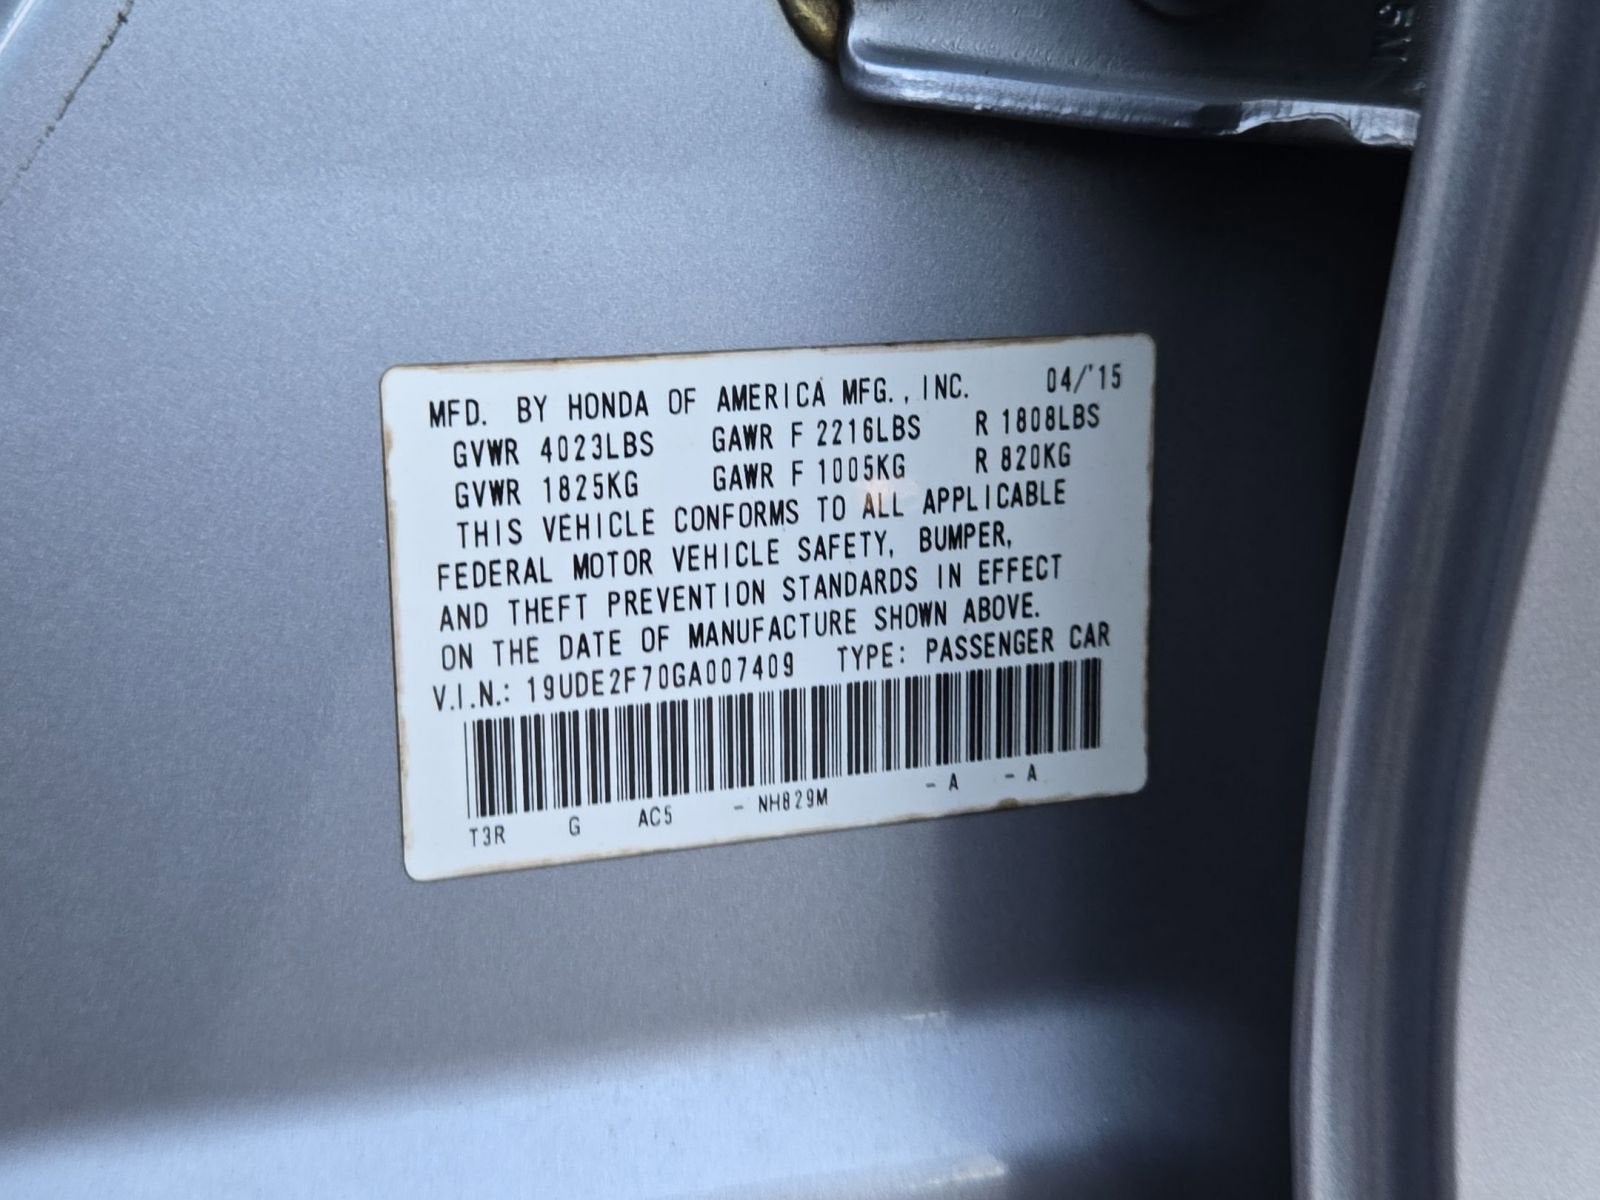 MFD. BY HONDA OF AMERICA MFG., INC. 04/'15
GVWR 4023LBS GAWR F 2216LBS R 1808LBS
GVWR 1825KG GAWR F 1005KG R 820KG
THIS VEHICLE CONFORMS TO ALL APPLICABLE
FEDERAL MOTOR VEHICLE SAFETY, BUMPER,
AND THEFT PREVENTION STANDARDS IN EFFECT
ON THE DATE OF MANUFACTURE SHOWN ABOVE.
V.I.N.: 19UDE2F70GA007409 TYPE: PASSENGER CAR
T3R G AC5 - NH829M - A - A